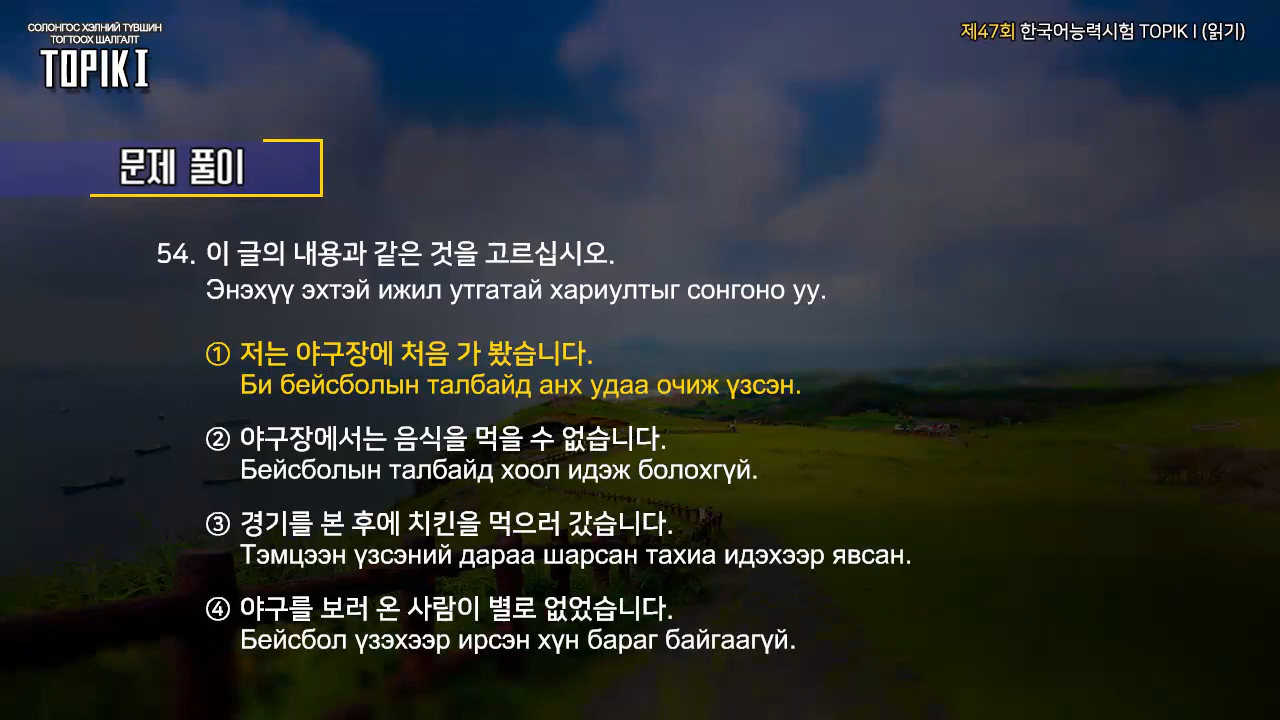 СОЛОНГОС ХЭЛНИЙ ТҮВШИН
ТОГТООХ ШАЛГАЛТ
TOPIK I
제47회 한국어능력시험 TOPIK I (읽기)
문제 풀이
54. 이 글의 내용과 같은 것을 고르십시오.
Энэхүү эхтэй ижил утгатай хариултыг сонгоно уу.
① 저는 야구장에 처음 가 봤습니다.
Би бейсболын талбайд анх удаа очиж үзсэн.
② 야구장에서는 음식을 먹을 수 없습니다.
Бейсболын талбайд хоол идэж болохгүй.
③ 경기를 본 후에 치킨을 먹으러 갔습니다.
Тэмцээн үзсэний дараа шарсан тахиа идэхээр явсан.
④ 야구를 보러 온 사람이 별로 없었습니다.
Бейсбол үзэхээр ирсэн хүн бараг байгаагүй.